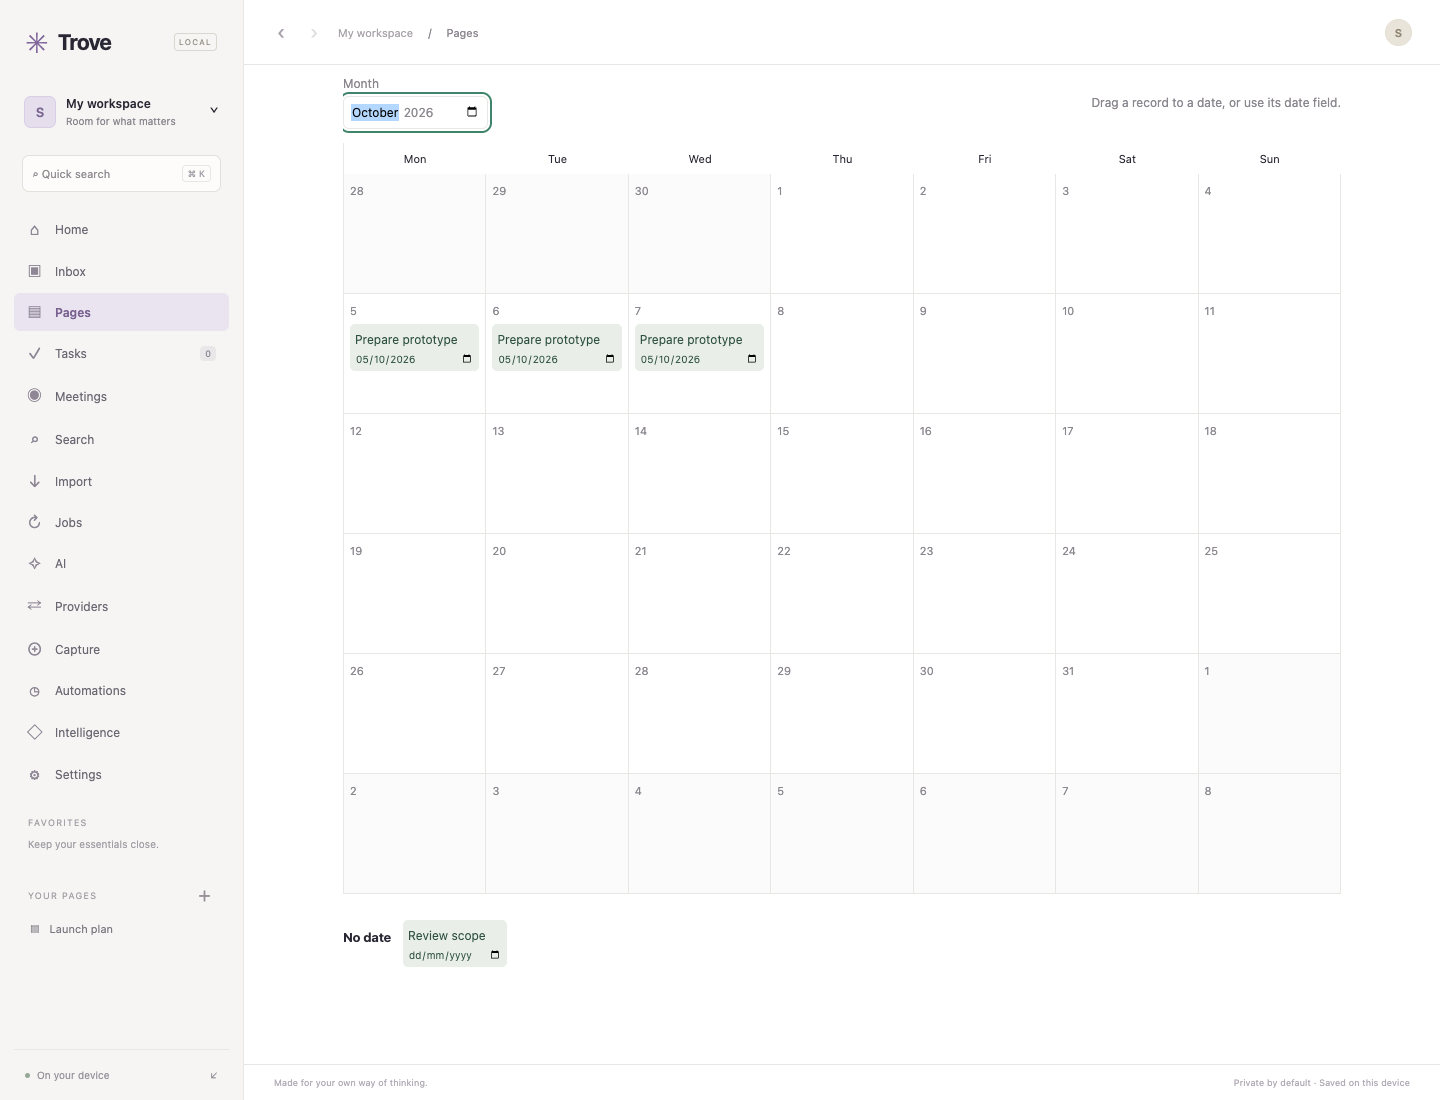 Trove
LOCAL
S
My workspace
Room for what matters
Quick search
⌘ K
Home
Inbox
Pages
Tasks
0
Meetings
Search
Import
Jobs
AI
Providers
Capture
Automations
Intelligence
Settings
FAVORITES
Keep your essentials close.
YOUR PAGES
Launch plan
On your device
My workspace / Pages
S
Month
October 2026
Drag a record to a date, or use its date field.
Mon Tue Wed Thu Fri Sat Sun
28 29 30 1 2 3 4
5 6 7 8 9 10 11
Prepare prototype Prepare prototype Prepare prototype
05/10/2026 05/10/2026 05/10/2026
12 13 14 15 16 17 18
19 20 21 22 23 24 25
26 27 28 29 30 31 1
2 3 4 5 6 7 8
No date
Review scope
dd/mm/yyyy
Made for your own way of thinking.
Private by default · Saved on this device